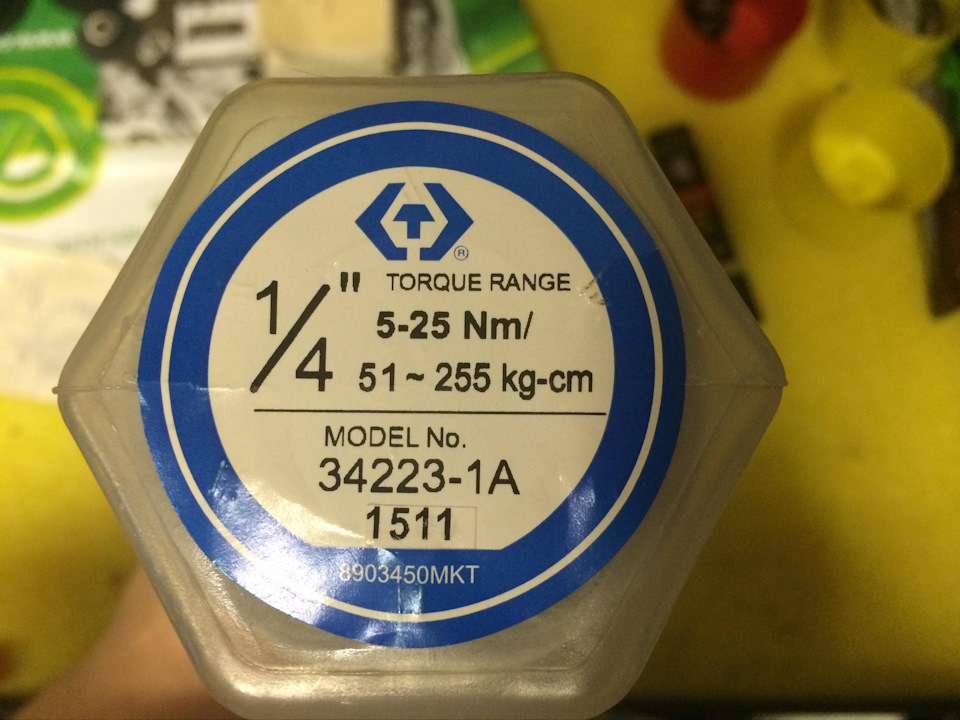 ®
1/4" TORQUE RANGE
5-25 Nm/
51~ 255 kg-cm
MODEL No.
34223-1A
1511
8903450MKT